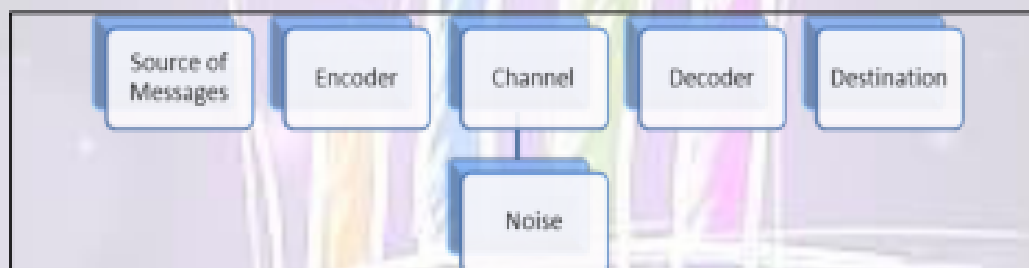 Source of
Messages
Encoder
Channel
Decoder
Destination
Noise